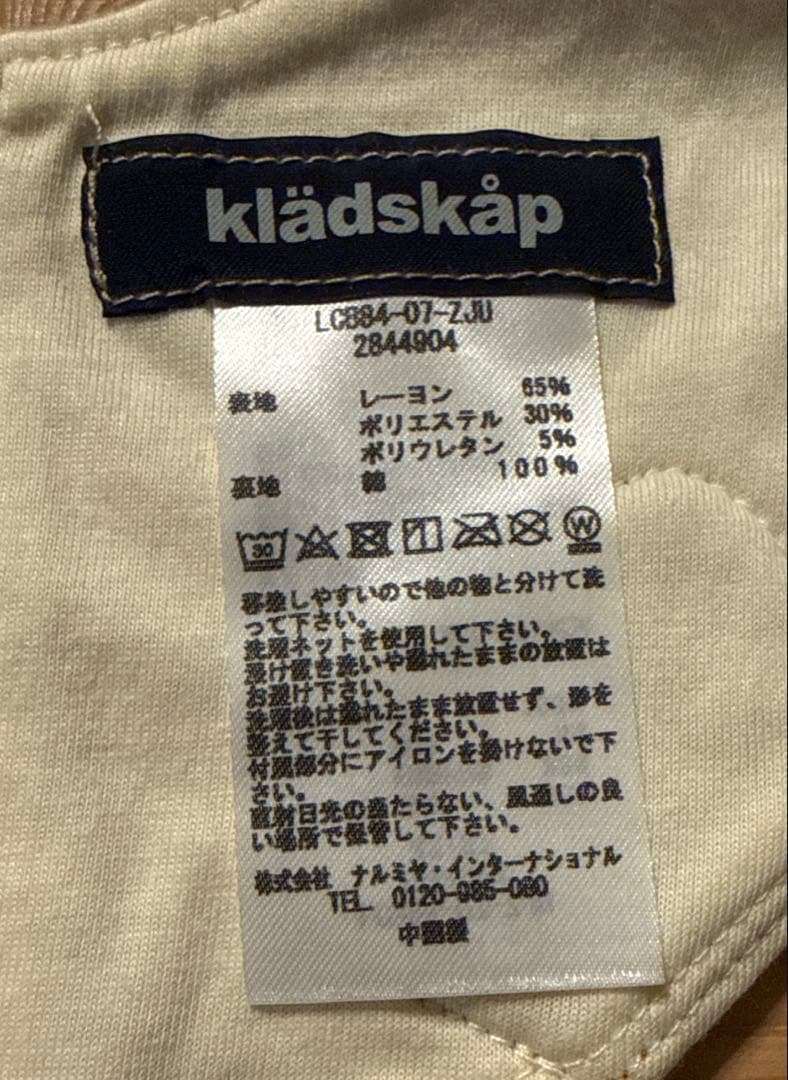 klädskåp
LC884-07-ZJU
2844904
表地 レーヨン 65%
ポリエステル 30%
ポリウレタン 5%
裏地 綿 100%
30 W
移染しやすいので他の物と分けて洗
って下さい。
洗濯ネットを使用して下さい。
浸け置き洗いや濡れたままの放置は
お避け下さい。
洗濯後は濡れたまま放置せず、形を
整えて干してください。
付属部分にアイロンを掛けないで下
さい。
直射日光の当たらない、風通しの良
い場所で保管して下さい。
株式会社 ナルミヤ・インターナショナル
TEL 0120-985-080
中国製